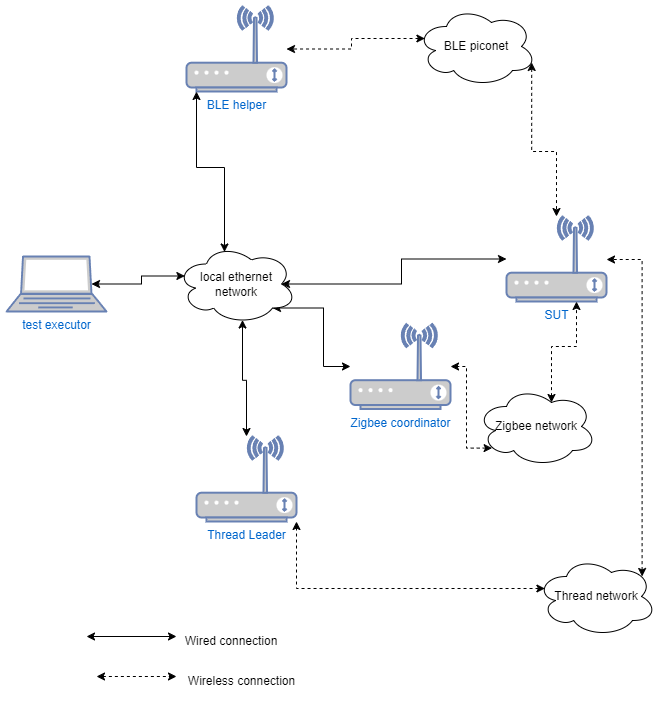 BLE piconet
BLE helper
local ethernet
network
test executor
SUT
Zigbee coordinator
Zigbee network
Thread Leader
Thread network
Wired connection
Wireless connection